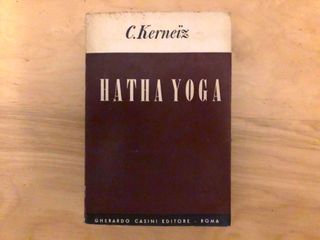 C. Kerneïz
HATHA YOGA
GHERARDO CASINI EDITORE - ROMA